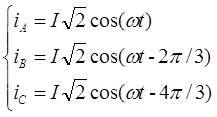 i_A = I√2 cos(ωt)
i_B = I√2 cos(ωt - 2π / 3)
i_C = I√2 cos(ωt - 4π / 3)